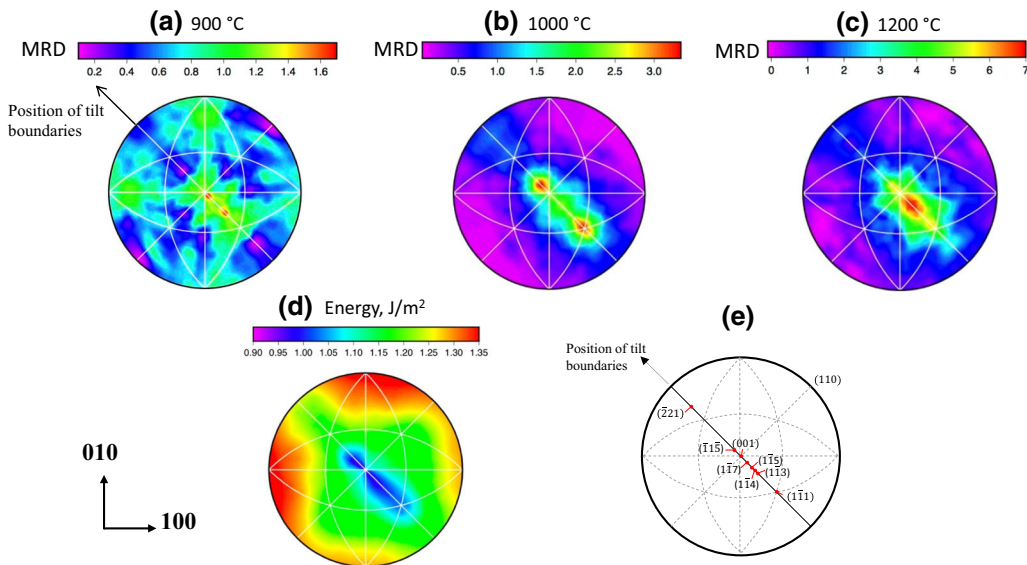 (a) 900 °C
MRD
0.2 0.4 0.6 0.8 1.0 1.2 1.4 1.6
Position of tilt
boundaries
(b) 1000 °C
MRD
0.5 1.0 1.5 2.0 2.5 3.0
(c) 1200 °C
MRD
0 1 2 3 4 5 6 7
(d) Energy, J/m²
0.90 0.95 1.00 1.05 1.10 1.15 1.20 1.25 1.30 1.35
010
100
(e)
Position of tilt
boundaries
(110)
(2̅21)
(001)
(1̅15̅)
(11̅7)
(11̅5)
(11̅4)
(11̅3)
(11̅1)